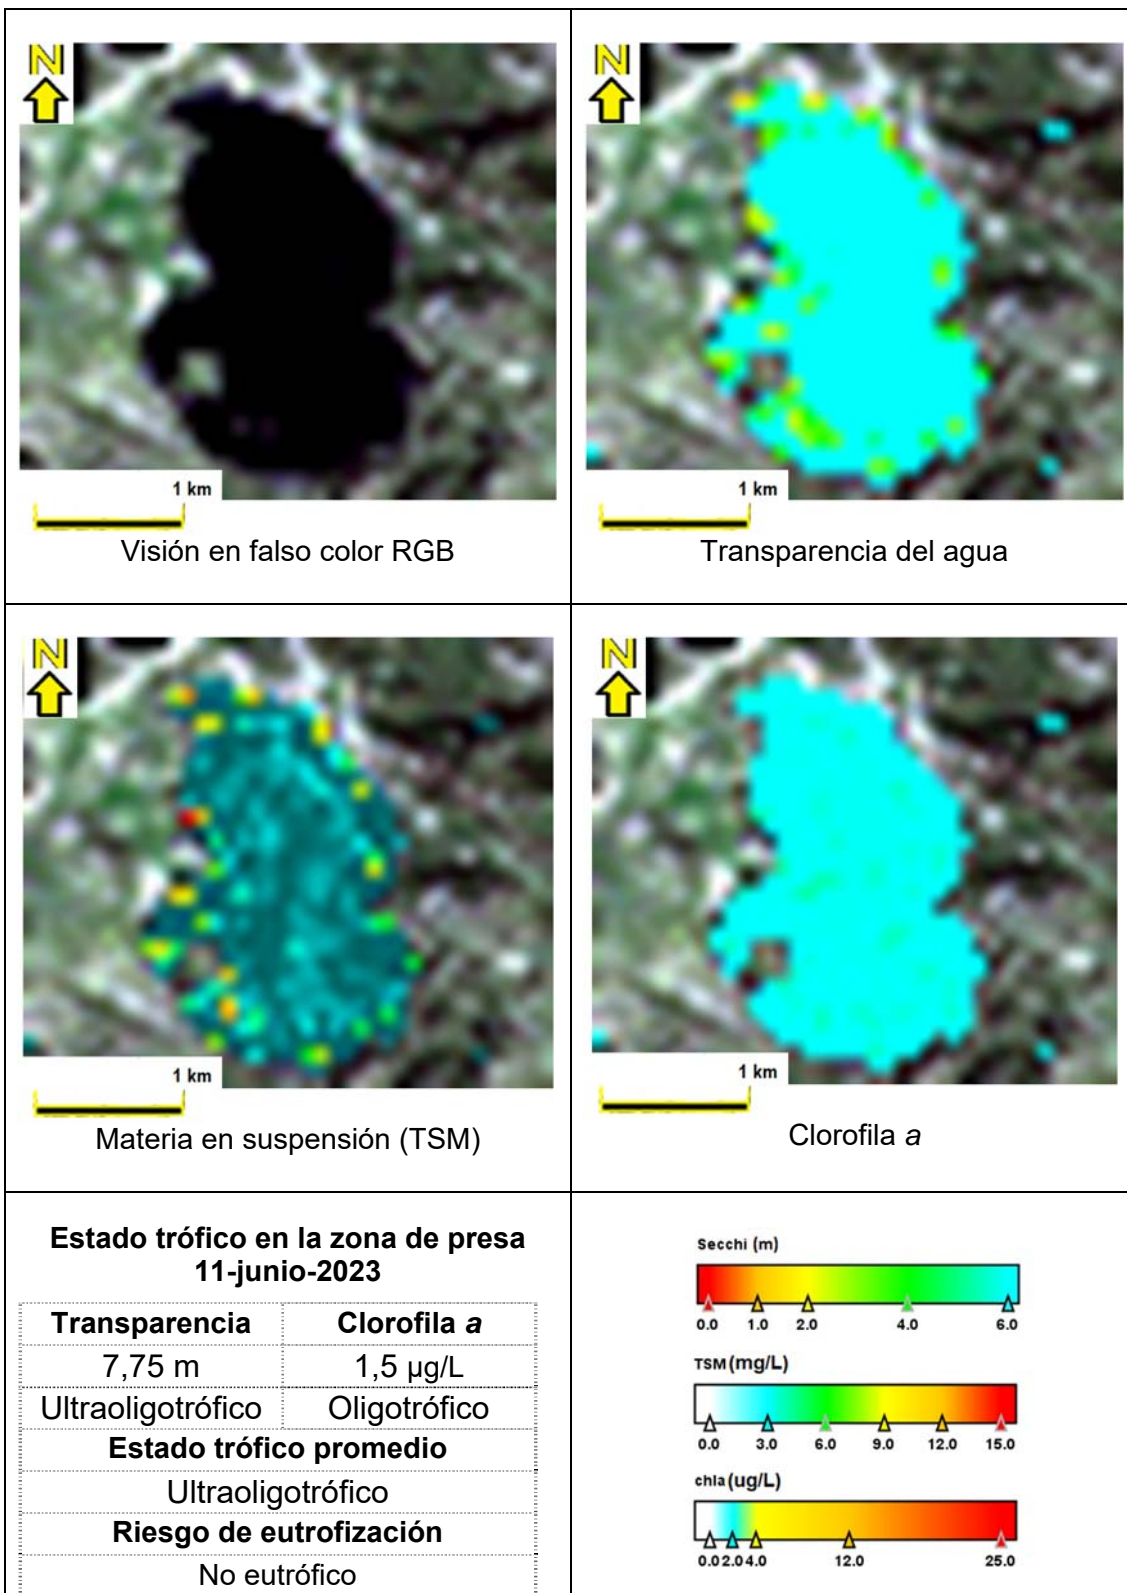 N
1 km
Visión en falso color RGB
N
1 km
Transparencia del agua
N
1 km
Materia en suspensión (TSM)
N
1 km
Clorofila a
Estado trófico en la zona de presa
11-junio-2023
Transparencia Clorofila a
7,75 m 1,5 µg/L
Ultraoligotrófico Oligotrófico
Estado trófico promedio
Ultraoligotrófico
Riesgo de eutrofización
No eutrófico
Secchi (m)
0.0 1.0 2.0 4.0 6.0
TSM (mg/L)
0.0 3.0 6.0 9.0 12.0 15.0
chla (ug/L)
0.0 2.0 4.0 12.0 25.0